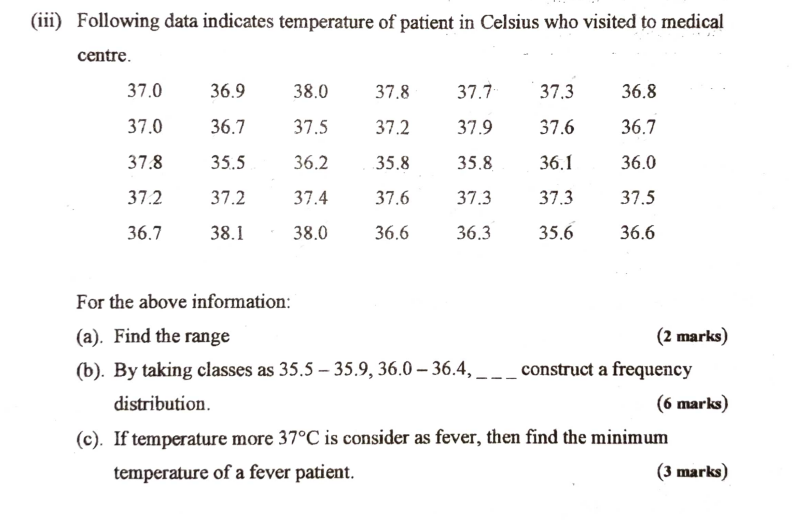 (iii) Following data indicates temperature of patient in Celsius who visited to medical
centre.
37.0 36.9 38.0 37.8 37.7 37.3 36.8
37.0 36.7 37.5 37.2 37.9 37.6 36.7
37.8 35.5 36.2 35.8 35.8 36.1 36.0
37.2 37.2 37.4 37.6 37.3 37.3 37.5
36.7 38.1 38.0 36.6 36.3 35.6 36.6
For the above information:
(a). Find the range (2 marks)
(b). By taking classes as 35.5 – 35.9, 36.0 – 36.4, _ _ _ construct a frequency
distribution. (6 marks)
(c). If temperature more 37°C is consider as fever, then find the minimum
temperature of a fever patient. (3 marks)